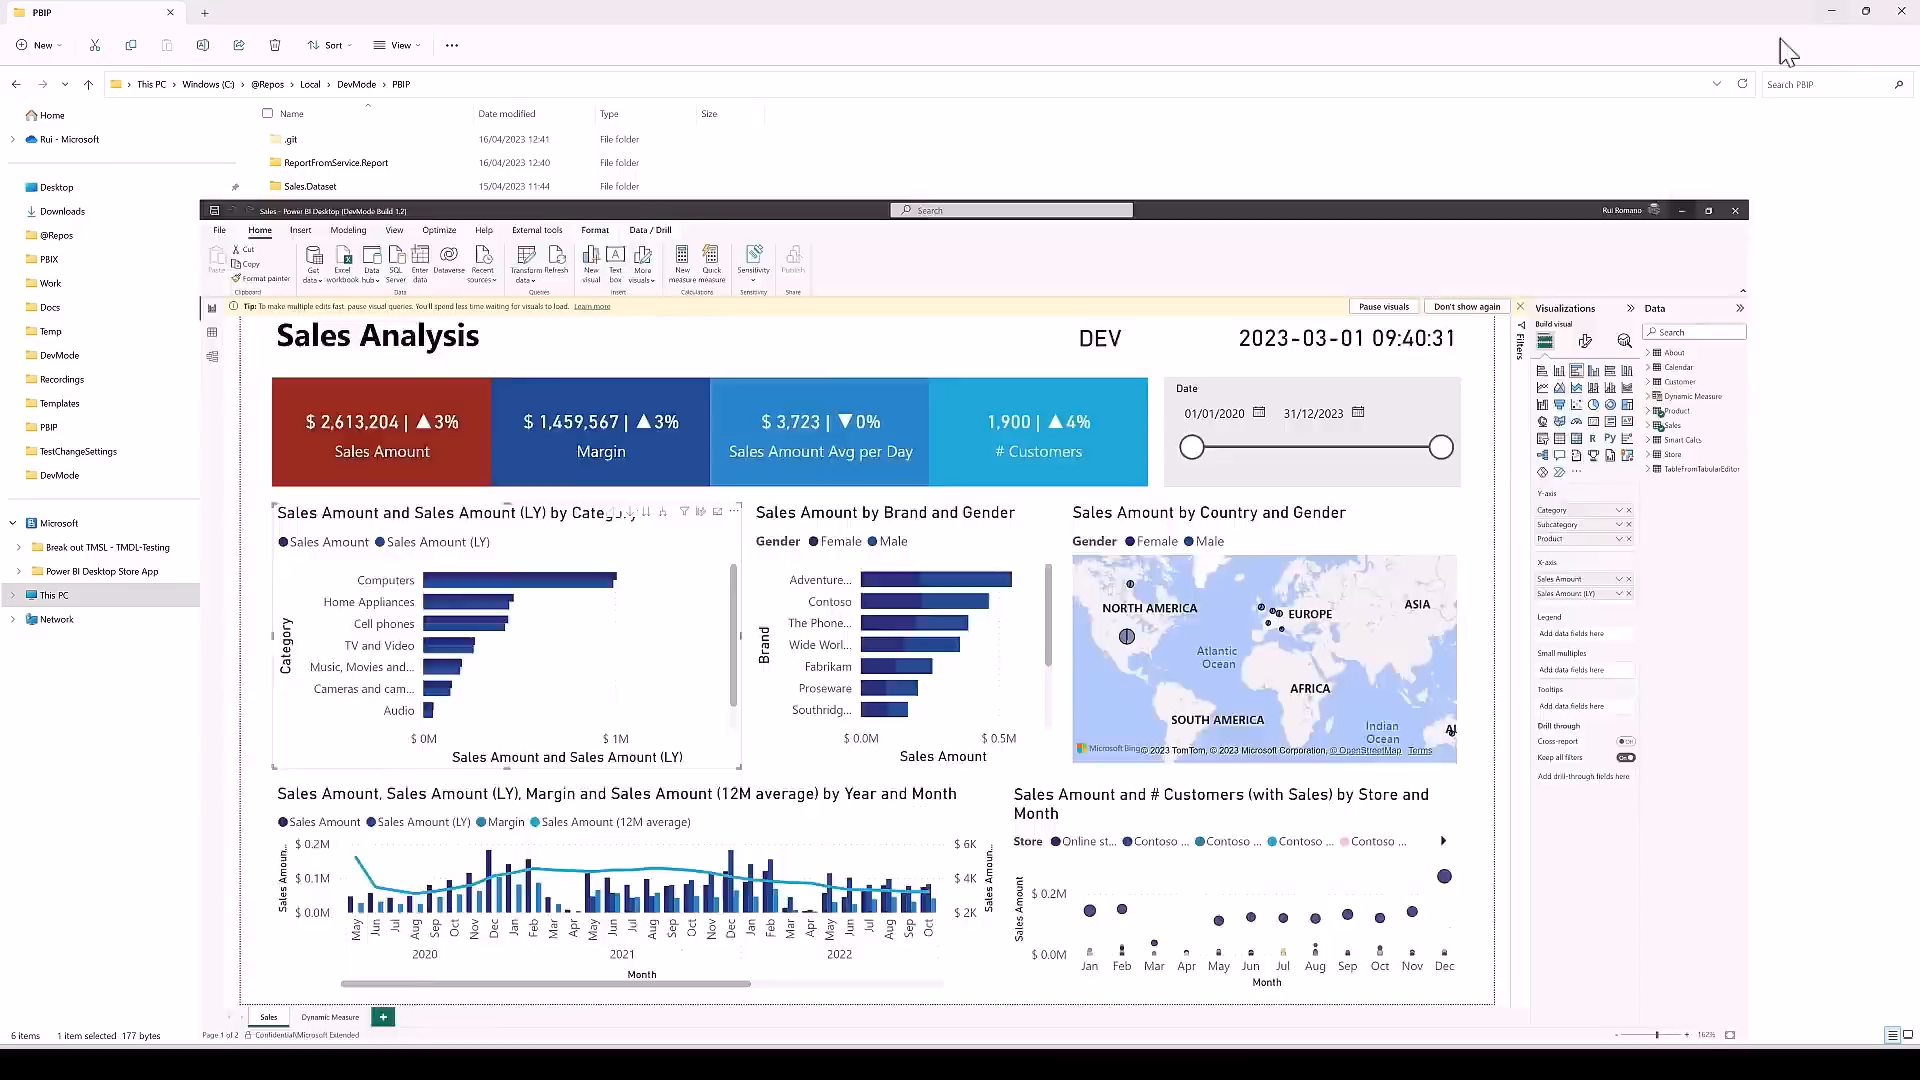 PBIP
New
Sort
View
This PC > Windows (C:) > @Repos > Local > DevMode > PBIP
Search PBIP
Home
Rui - Microsoft
Desktop
Downloads
@Repos
PBIX
Work
Docs
Temp
DevMode
Recordings
Templates
PBIP
TestChangeSettings
DevMode
Microsoft
Break out TMSL - TMDL-Testing
Power BI Desktop Store App
This PC
Network
Name Date modified Type Size
.git 16/04/2023 12:41 File folder
ReportFromService.Report 16/04/2023 12:40 File folder
Sales.Dataset 15/04/2023 11:44 File folder
Sales - Power BI Desktop (DevMode Build 1.2)
Search
Rui Romano
File Home Insert Modeling View Optimize Help External tools Format Data / Drill
Paste
Cut
Copy
Format painter
Clipboard
Get data
Excel workbook
Data hub
SQL Server
Enter data
Dataverse
Recent sources
Data
Transform data
Refresh
Queries
New visual
Text box
More visuals
Insert
New measure
Quick measure
Calculations
Sensitivity
Sensitivity
Publish
Share
Tip: To make multiple edits fast, pause visual queries. You'll spend less time waiting for visuals to load. Learn more
Pause visuals
Don't show again
Sales Analysis
DEV
2023-03-01 09:40:31
$ 2,613,204 | ▲3%
Sales Amount
$ 1,459,567 | ▲3%
Margin
$ 3,723 | ▼0%
Sales Amount Avg per Day
1,900 | ▲4%
# Customers
Date
01/01/2020
31/12/2023
Sales Amount and Sales Amount (LY) by Category
Sales Amount Sales Amount (LY)
Category
Computers
Home Appliances
Cell phones
TV and Video
Music, Movies and...
Cameras and cam...
Audio
$ 0M $ 1M
Sales Amount and Sales Amount (LY)
Sales Amount by Brand and Gender
Gender Female Male
Brand
Adventure...
Contoso
The Phone...
Wide Worl...
Fabrikam
Proseware
Southridg...
$ 0.0M $ 0.5M
Sales Amount
Sales Amount by Country and Gender
Gender Female Male
NORTH AMERICA
EUROPE
ASIA
Atlantic
Ocean
AFRICA
SOUTH AMERICA
Indian
Ocean
Microsoft Bing © 2023 TomTom, © 2023 Microsoft Corporation, © OpenStreetMap Terms
Sales Amount, Sales Amount (LY), Margin and Sales Amount (12M average) by Year and Month
Sales Amount Sales Amount (LY) Margin Sales Amount (12M average)
Sales Amoun...
$ 0.2M
$ 0.1M
$ 0.0M
$ 6K
$ 4K
$ 2K
Sales Amoun...
May Jun Jul Aug Sep Oct Nov Dec Jan Feb Mar Apr May Jun Jul Aug Sep Oct Nov Dec Jan Feb Mar Apr May Jun Jul Aug Sep Oct
2020 2021 2022
Month
Sales Amount and # Customers (with Sales) by Store and
Month
Store Online st... Contoso ... Contoso ... Contoso ... Contoso ...
Sales Amount
$ 0.2M
$ 0.0M
Jan Feb Mar Apr May Jun Jul Aug Sep Oct Nov Dec
Month
Filters
Visualizations
Build visual
Y-axis
Category
Subcategory
Product
X-axis
Sales Amount
Sales Amount (LY)
Legend
Add data fields here
Small multiples
Add data fields here
Tooltips
Add data fields here
Drill through
Cross-report
Off
Keep all filters
On
Add drill-through fields here
Data
Search
About
Calendar
Customer
Dynamic Measure
Product
Sales
Smart Calcs
Store
TableFromTabularEditor
Sales
Dynamic Measure
Page 1 of 2
Confidential\Microsoft Extended
162%
6 items 1 item selected 177 bytes